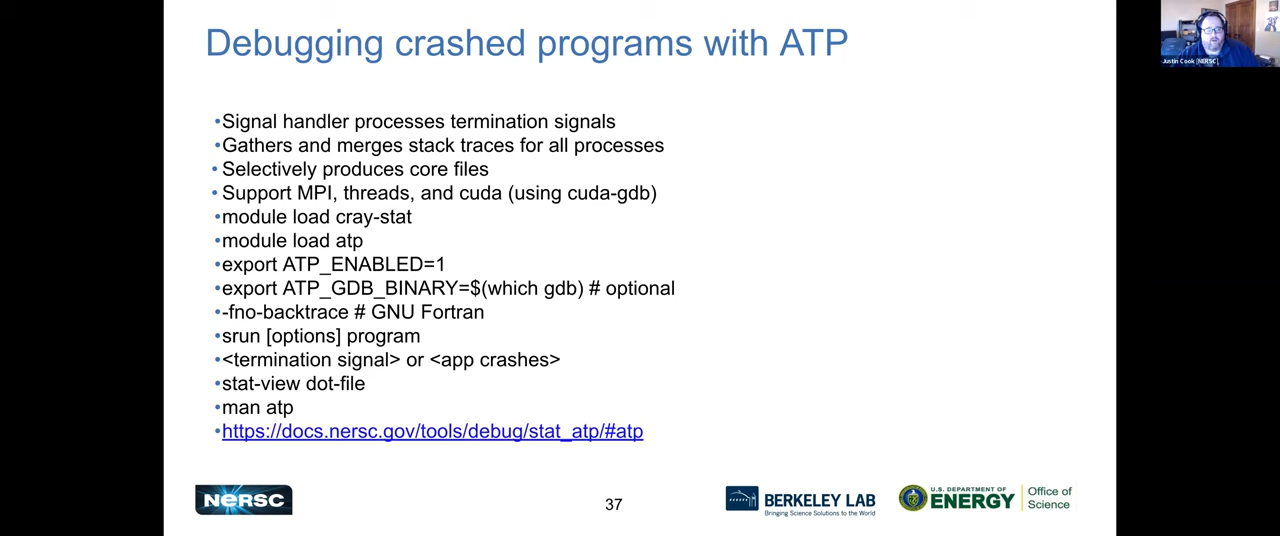 Debugging crashed programs with ATP
Justin Cook [NERSC]
•Signal handler processes termination signals
•Gathers and merges stack traces for all processes
•Selectively produces core files
•Support MPI, threads, and cuda (using cuda-gdb)
•module load cray-stat
•module load atp
•export ATP_ENABLED=1
•export ATP_GDB_BINARY=$(which gdb) # optional
•-fno-backtrace # GNU Fortran
•srun [options] program
•<termination signal> or <app crashes>
•stat-view dot-file
•man atp
•https://docs.nersc.gov/tools/debug/stat_atp/#atp
NERSC
37
BERKELEY LAB
Bringing Science Solutions to the World
U.S. DEPARTMENT OF
ENERGY
Office of
Science